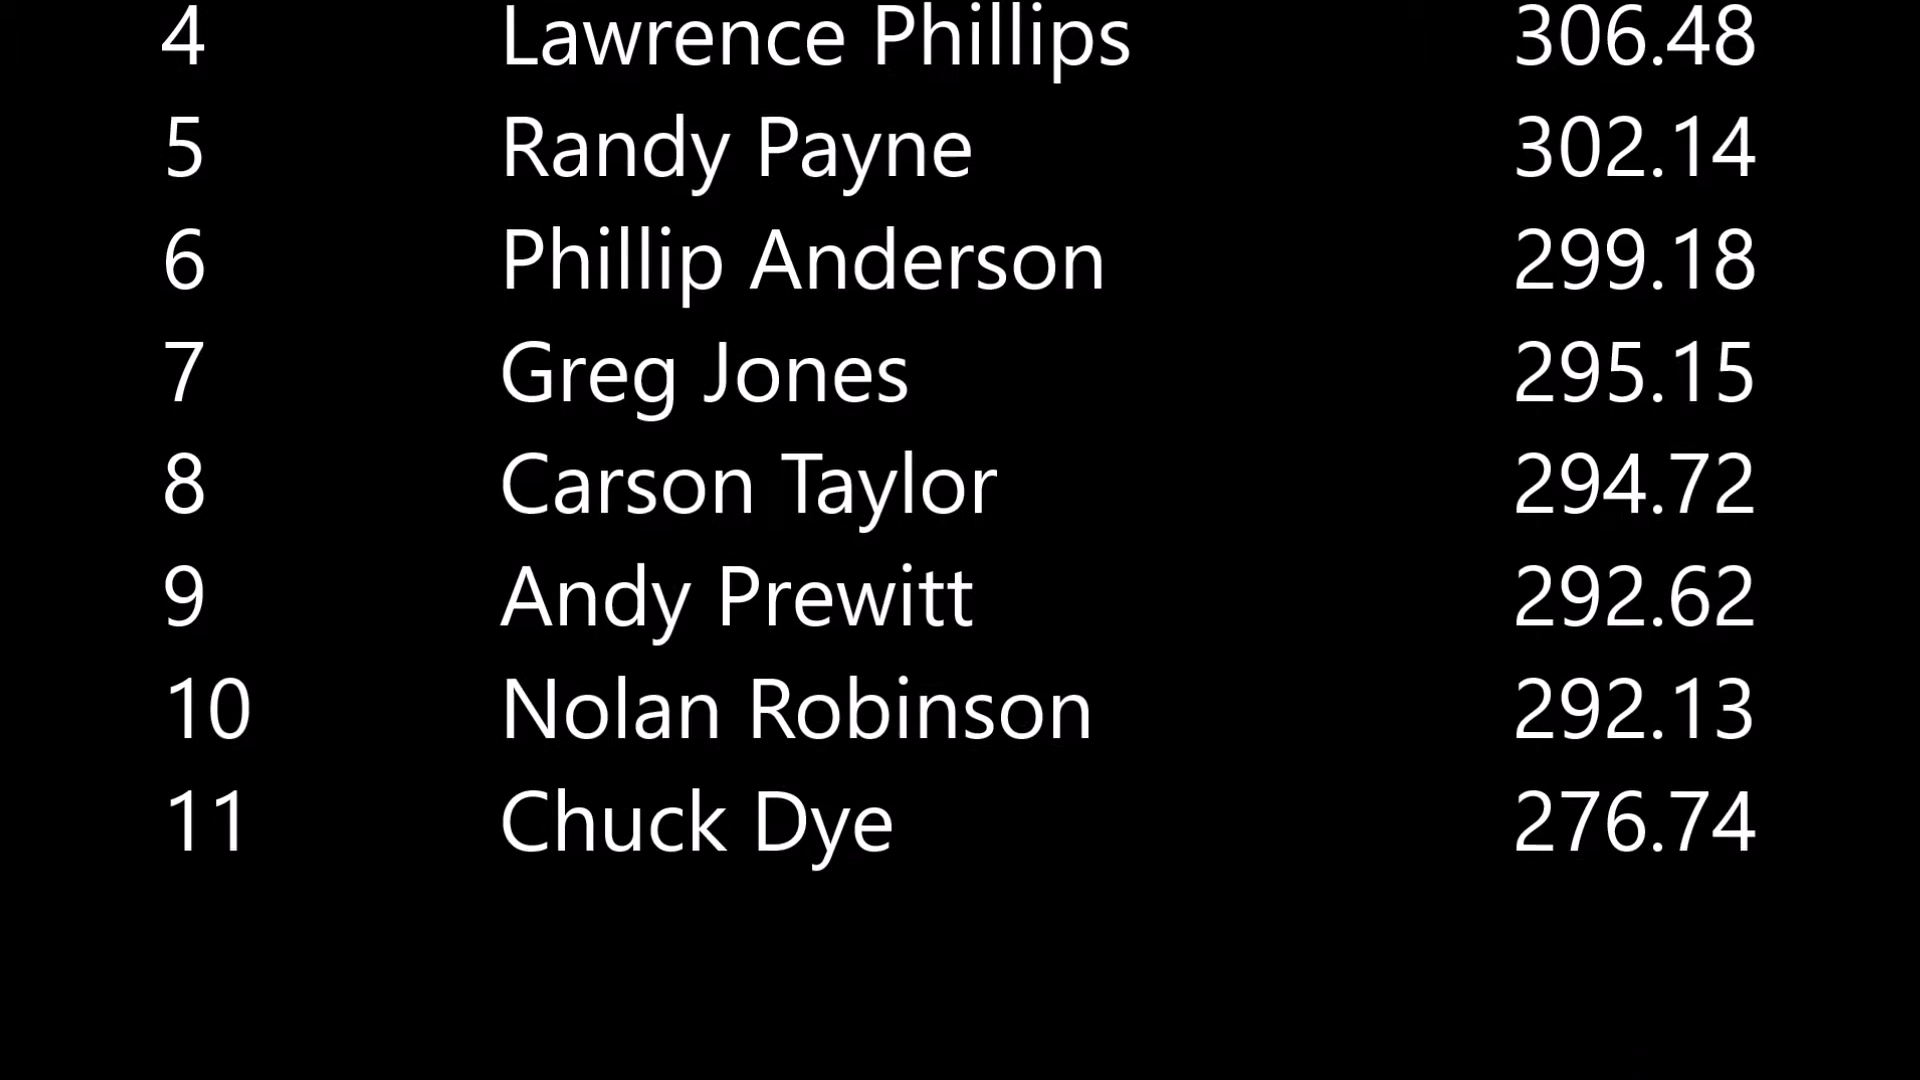 4 Lawrence Phillips 306.48
5 Randy Payne 302.14
6 Phillip Anderson 299.18
7 Greg Jones 295.15
8 Carson Taylor 294.72
9 Andy Prewitt 292.62
10 Nolan Robinson 292.13
11 Chuck Dye 276.74